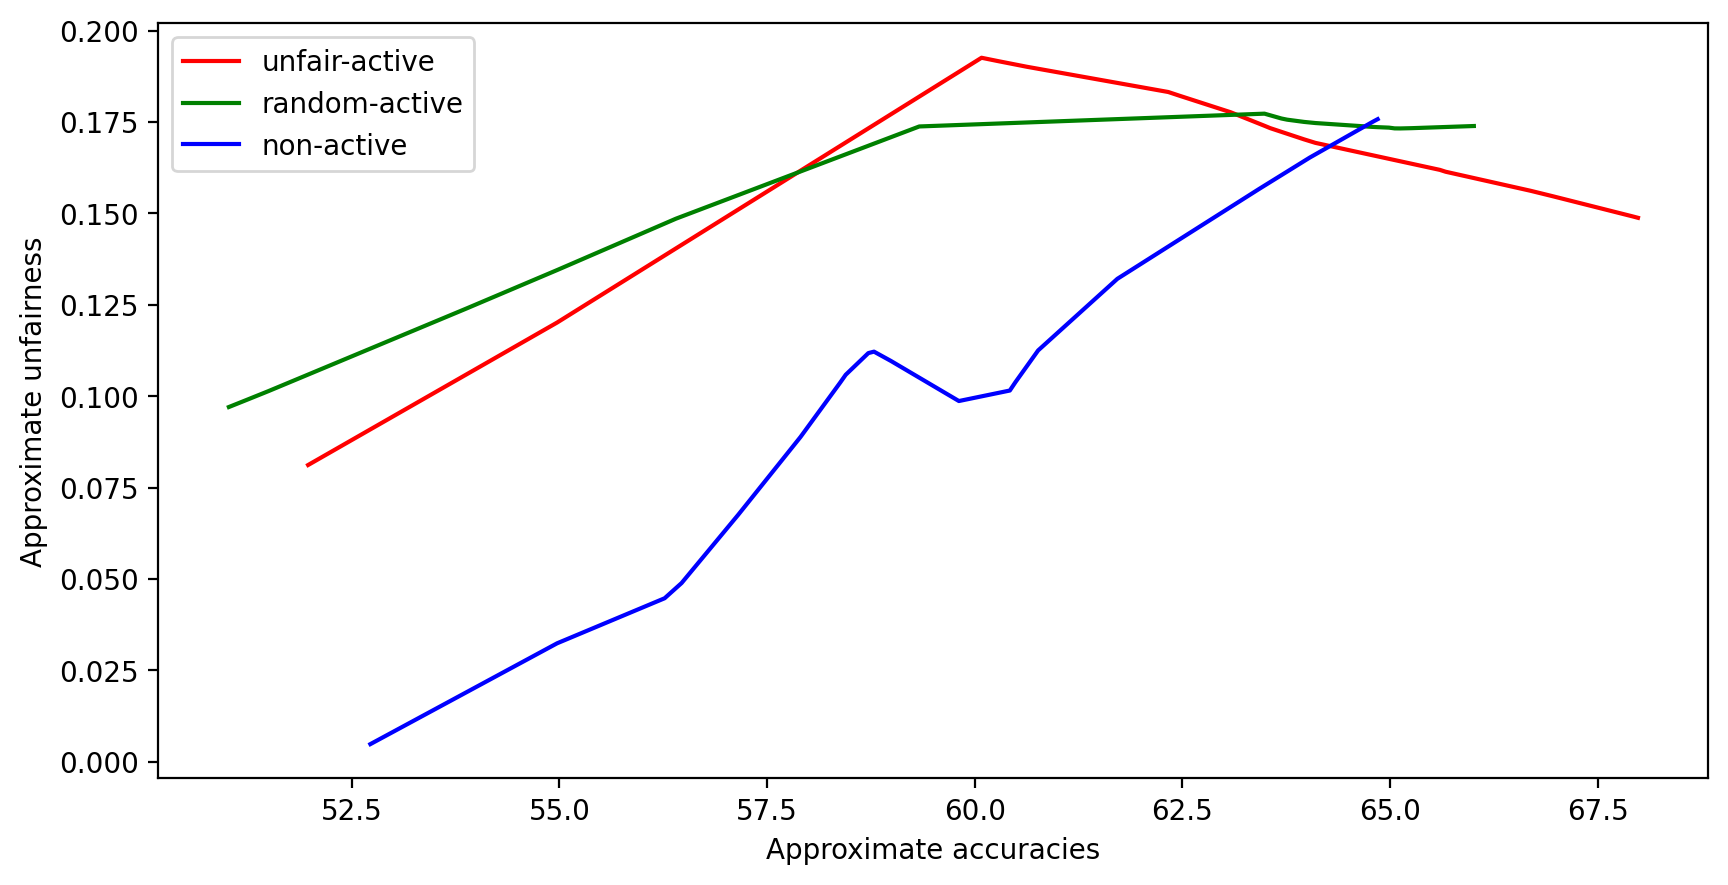 unfair-active
random-active
non-active
Approximate unfairness
0.200
0.175
0.150
0.125
0.100
0.075
0.050
0.025
0.000
52.5 55.0 57.5 60.0 62.5 65.0 67.5
Approximate accuracies